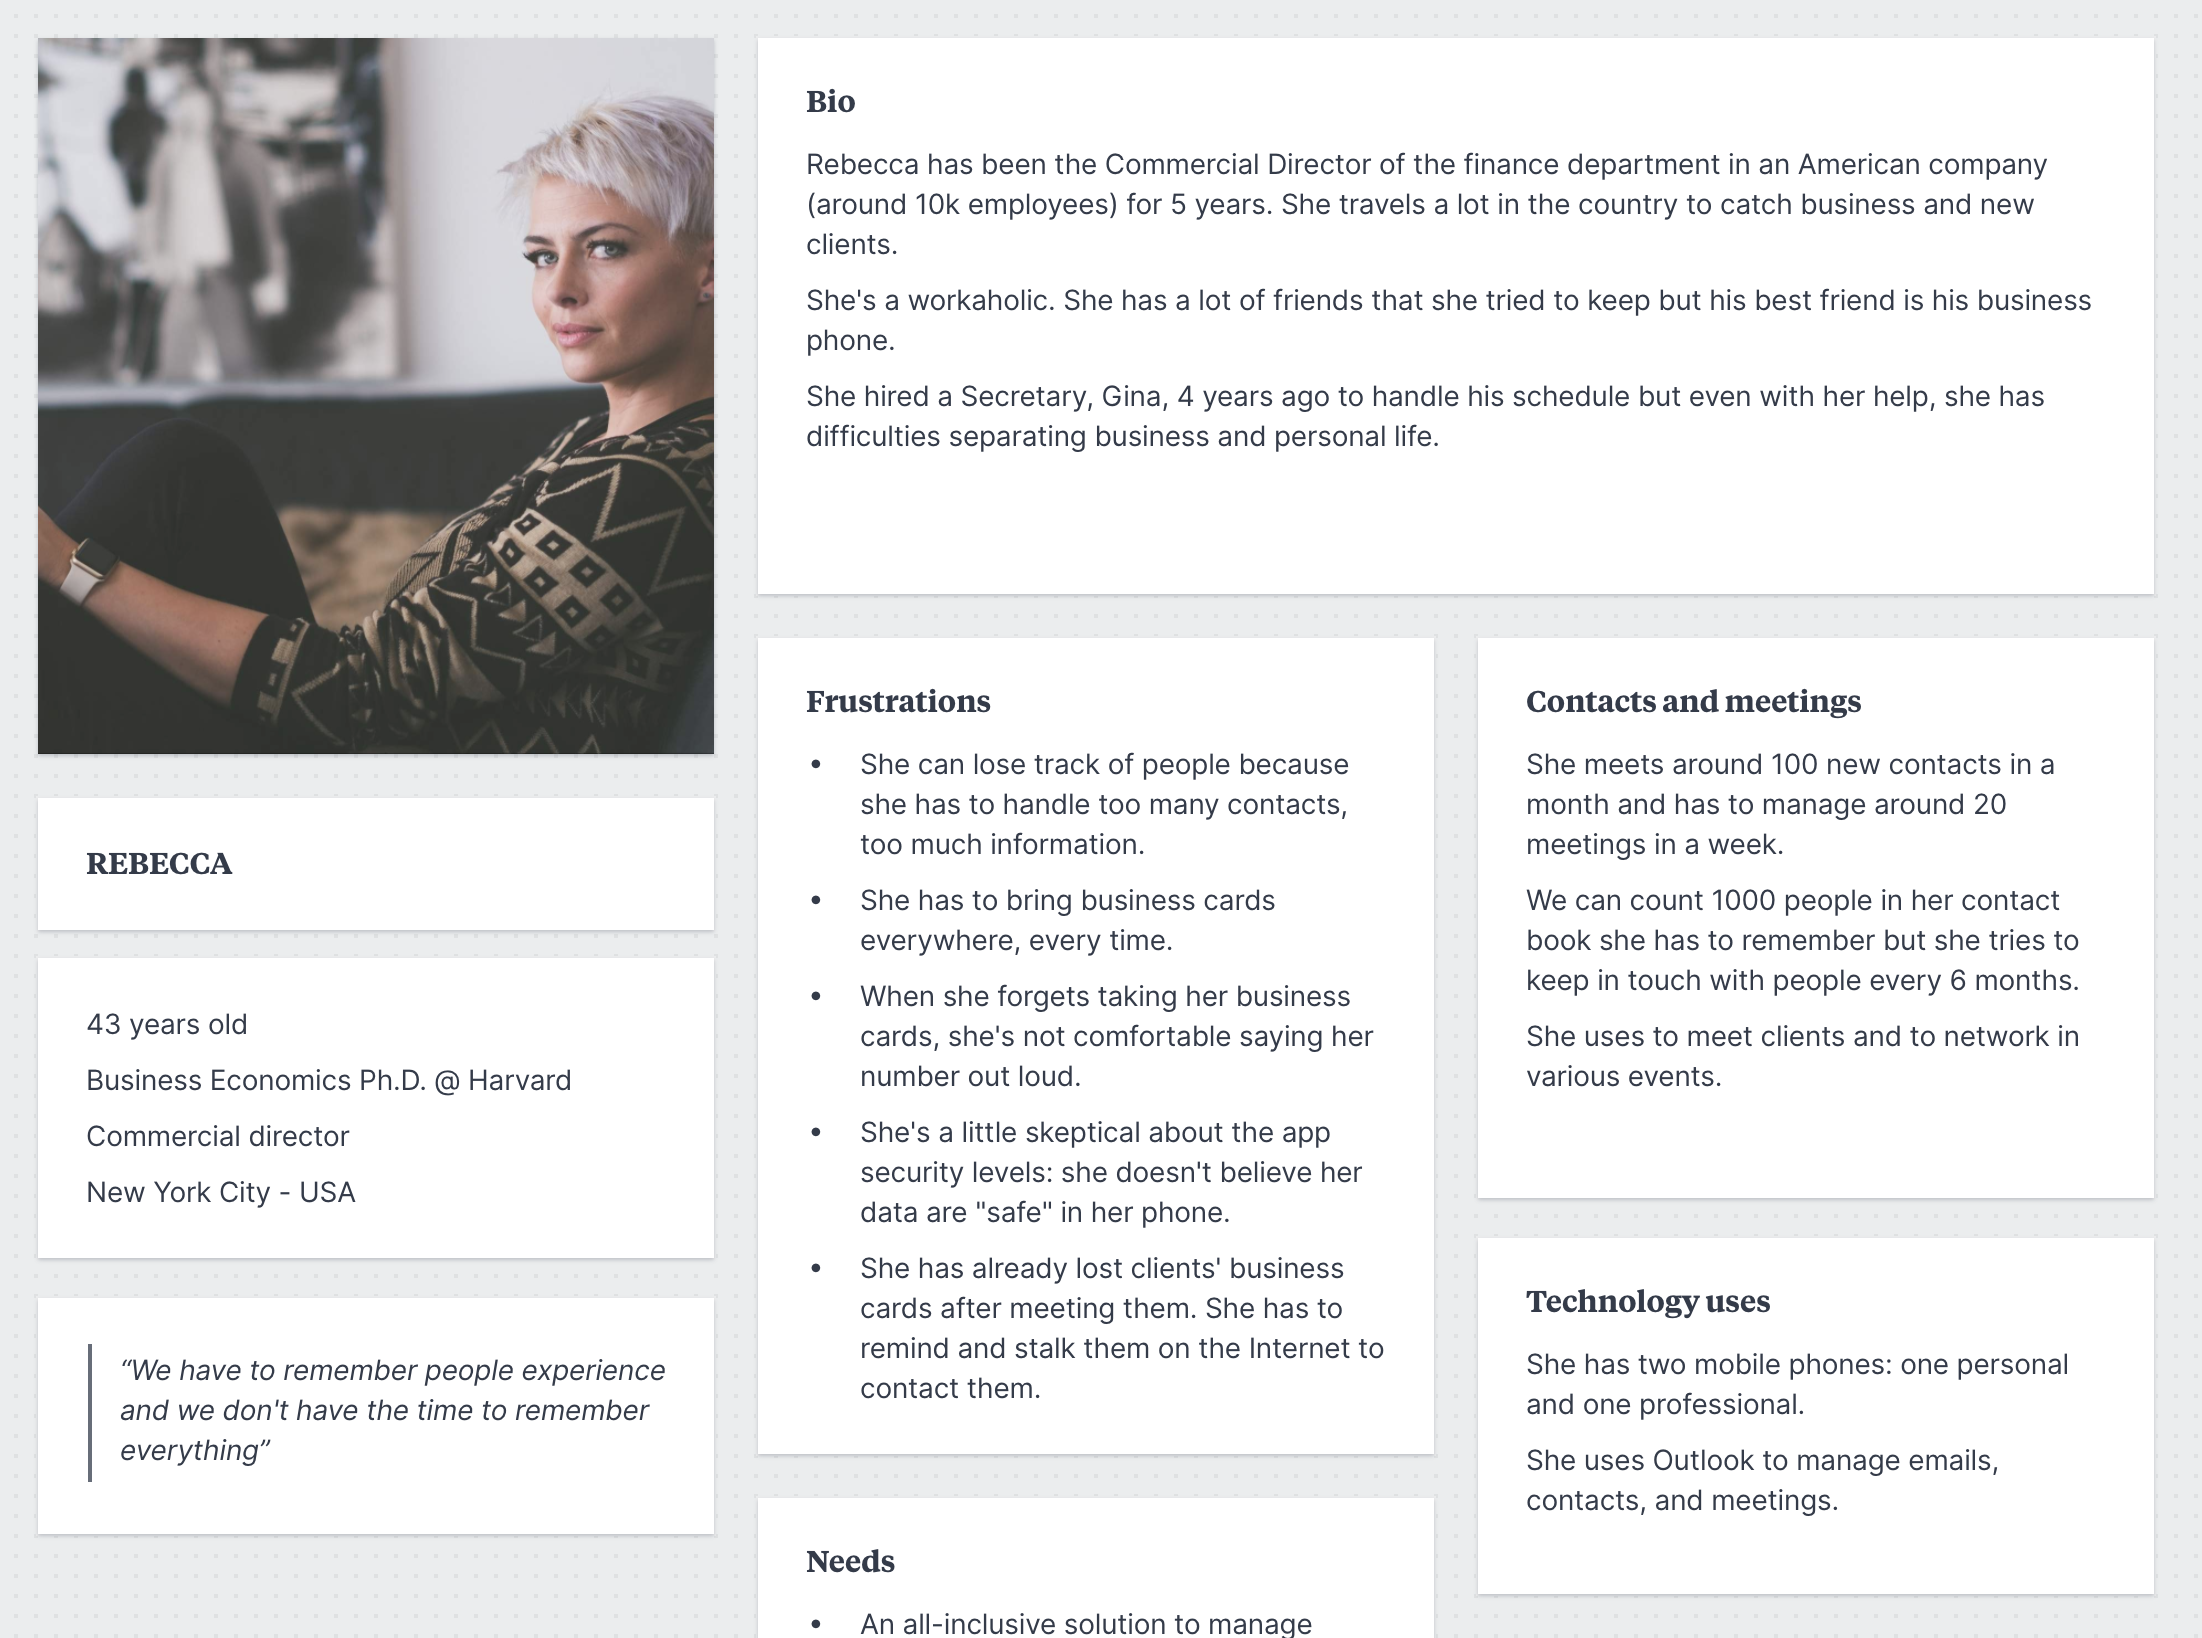 REBECCA
43 years old
Business Economics Ph.D. @ Harvard
Commercial director
New York City - USA
“We have to remember people experience
and we don't have the time to remember
everything”
Bio
Rebecca has been the Commercial Director of the finance department in an American company
(around 10k employees) for 5 years. She travels a lot in the country to catch business and new
clients.
She's a workaholic. She has a lot of friends that she tried to keep but his best friend is his business
phone.
She hired a Secretary, Gina, 4 years ago to handle his schedule but even with her help, she has
difficulties separating business and personal life.
Frustrations
• She can lose track of people because
she has to handle too many contacts,
too much information.
• She has to bring business cards
everywhere, every time.
• When she forgets taking her business
cards, she's not comfortable saying her
number out loud.
• She's a little skeptical about the app
security levels: she doesn't believe her
data are "safe" in her phone.
• She has already lost clients' business
cards after meeting them. She has to
remind and stalk them on the Internet to
contact them.
Needs
• An all-inclusive solution to manage
Contacts and meetings
She meets around 100 new contacts in a
month and has to manage around 20
meetings in a week.
We can count 1000 people in her contact
book she has to remember but she tries to
keep in touch with people every 6 months.
She uses to meet clients and to network in
various events.
Technology uses
She has two mobile phones: one personal
and one professional.
She uses Outlook to manage emails,
contacts, and meetings.